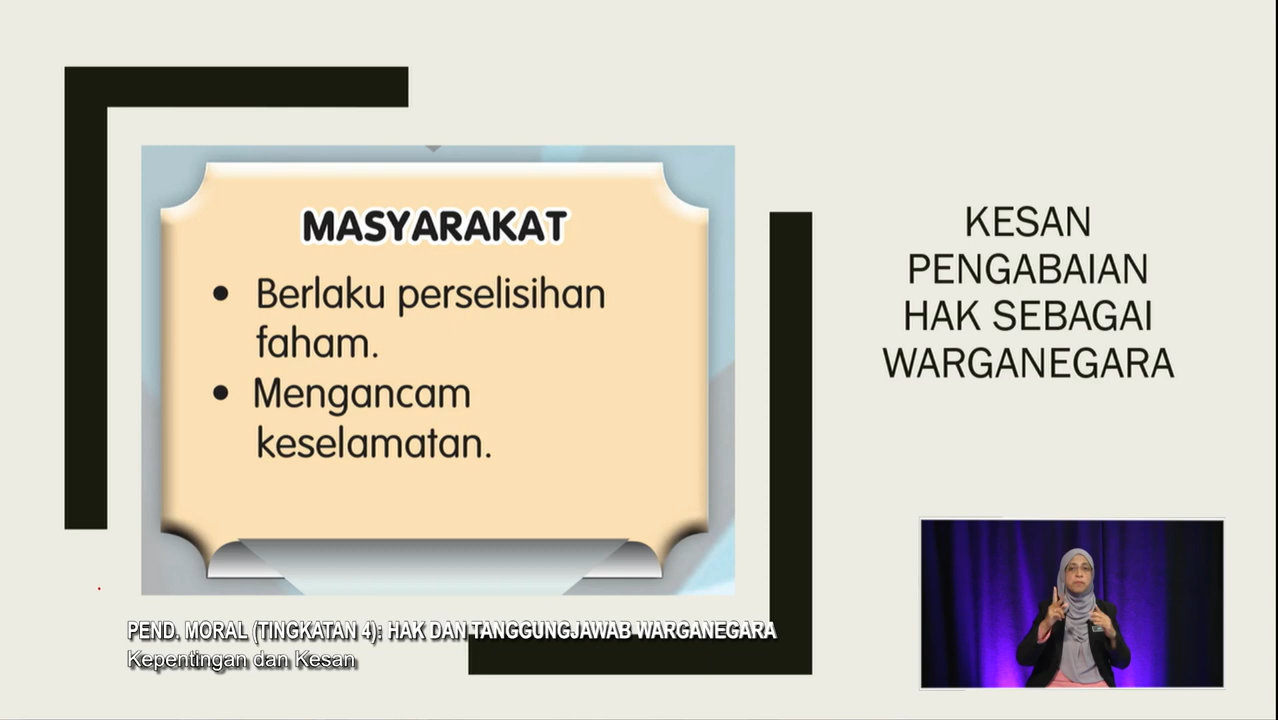 MASYARAKAT
• Berlaku perselisihan
faham.
• Mengancam
keselamatan.
KESAN
PENGABAIAN
HAK SEBAGAI
WARGANEGARA
PEND. MORAL (TINGKATAN 4): HAK DAN TANGGUNGJAWAB WARGANEGARA
Kepentingan dan Kesan